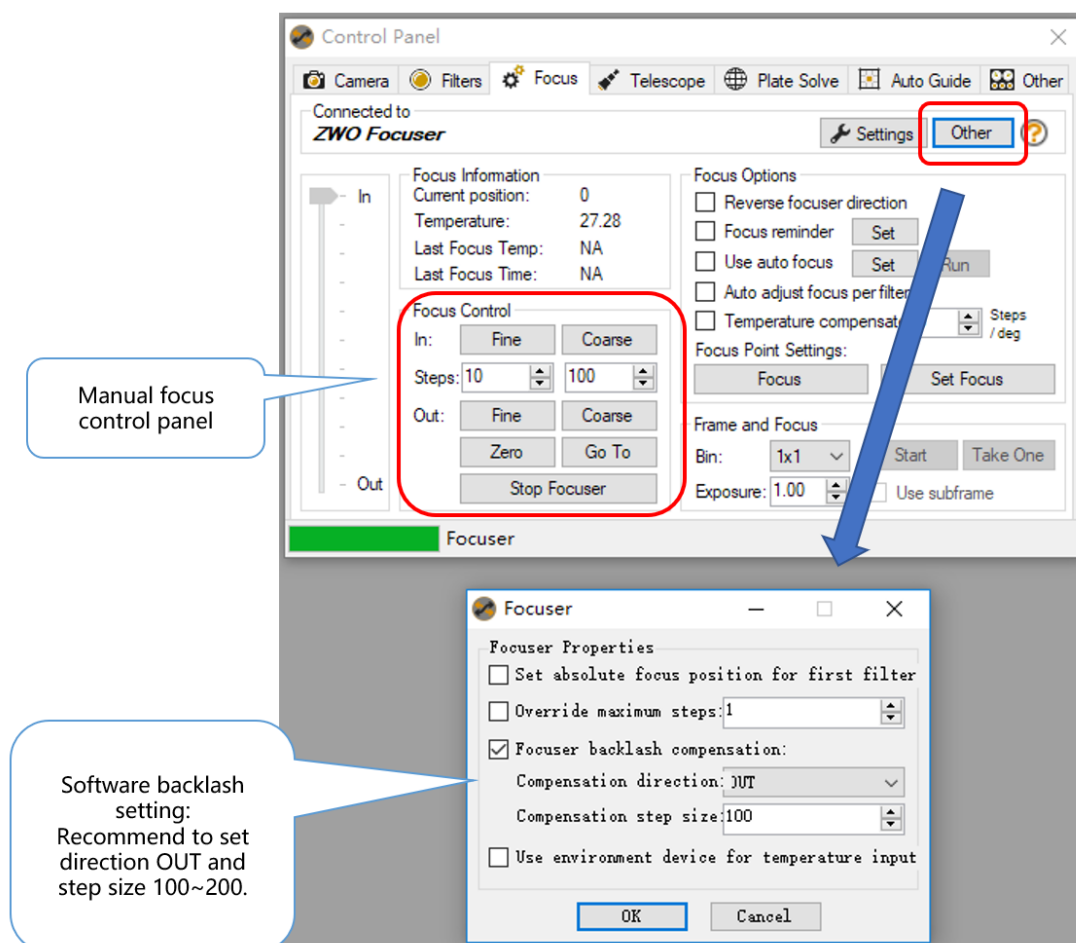 Control Panel
Camera Filters Focus Telescope Plate Solve Auto Guide Other
Connected to
ZWO Focuser
Settings Other ?
In
Out
Focus Information
Current position: 0
Temperature: 27.28
Last Focus Temp: NA
Last Focus Time: NA
Focus Control
In: Fine Coarse
Steps: 10 100
Out: Fine Coarse
Zero Go To
Stop Focuser
Focus Options
Reverse focuser direction
Focus reminder Set
Use auto focus Set Run
Auto adjust focus per filter
Temperature compensate Steps
/ deg
Focus Point Settings:
Focus Set Focus
Frame and Focus
Bin: 1x1 Start Take One
Exposure: 1.00 Use subframe
Focuser
Manual focus
control panel
Focuser
Focuser Properties
Set absolute focus position for first filter
Override maximum steps: 1
Focuser backlash compensation:
Compensation direction: OUT
Compensation step size: 100
Use environment device for temperature input
OK Cancel
Software backlash
setting:
Recommend to set
direction OUT and
step size 100~200.